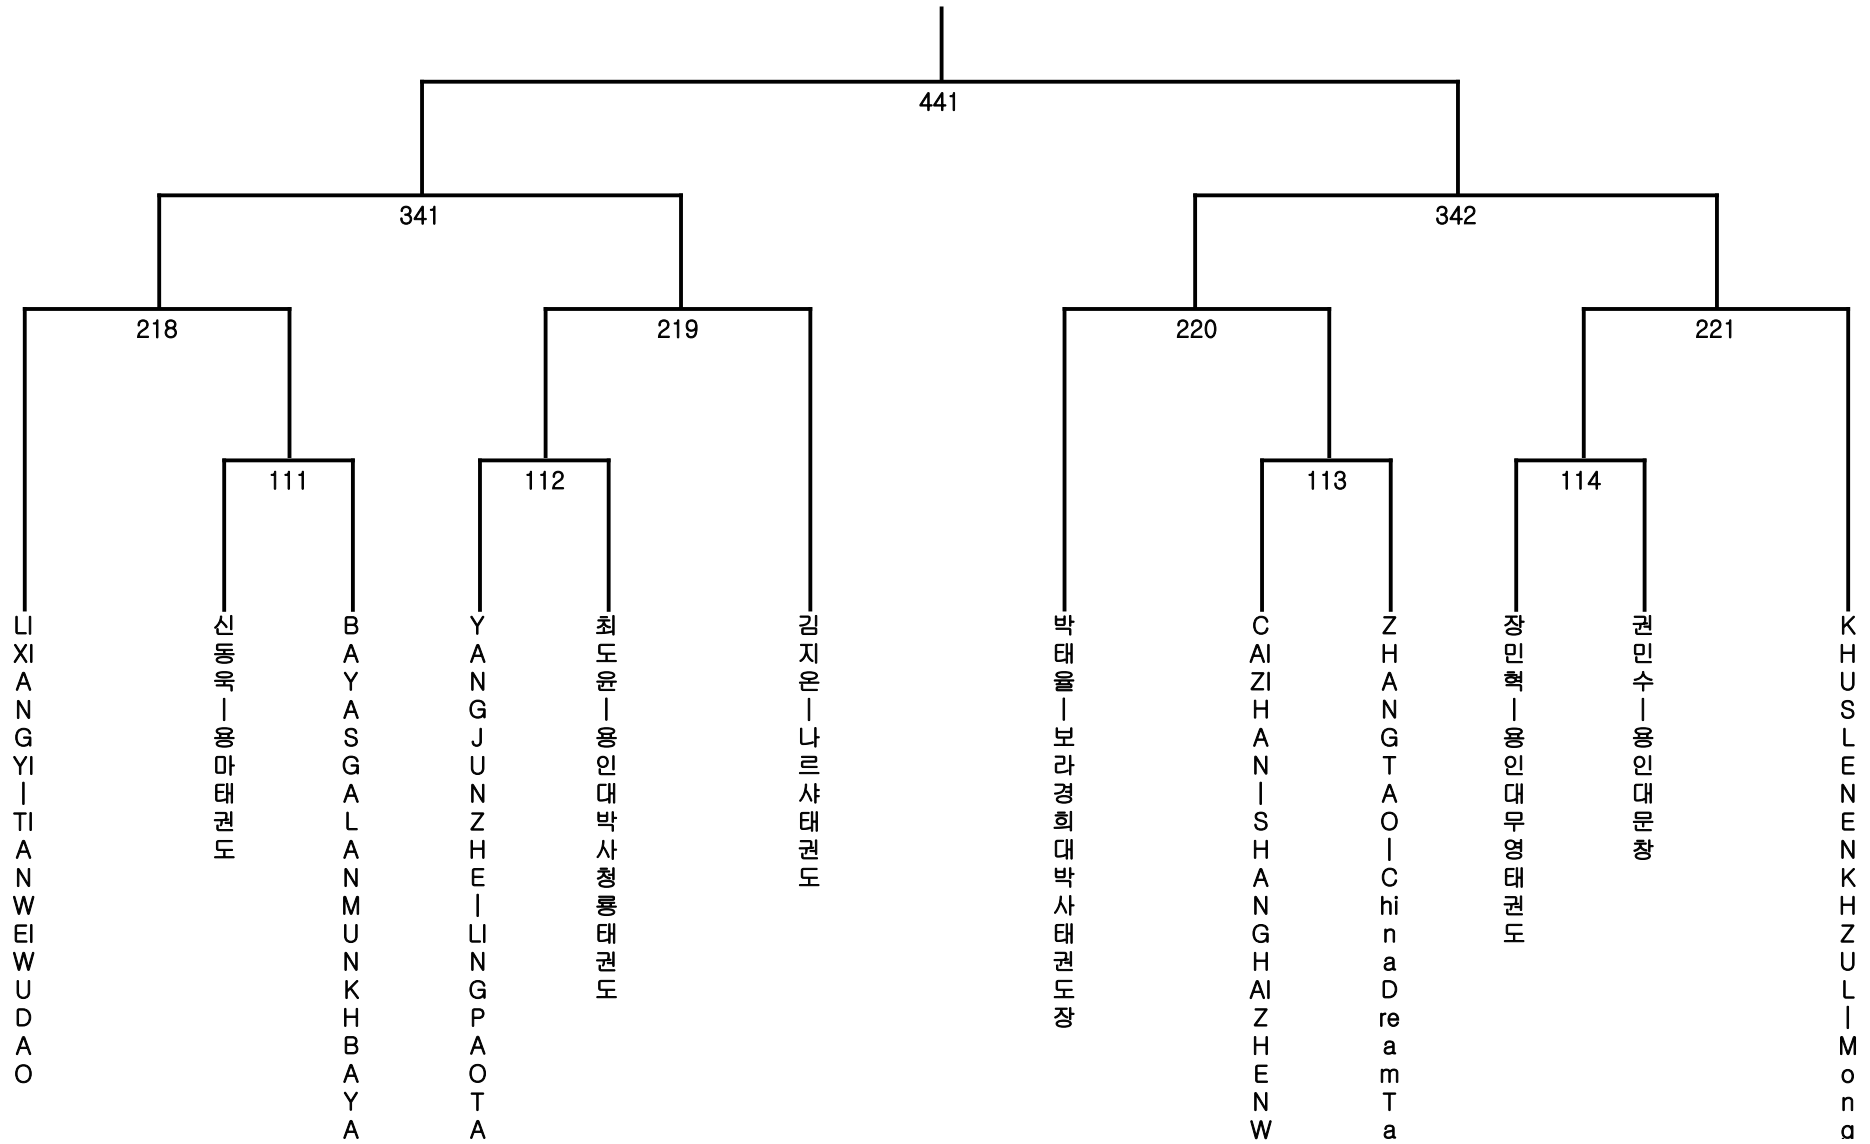 441
341
342
218
219
220
221
111
112
113
114
LIXIANGYI|TIANWEIWUDAO
신동욱|용마태권도
BAYASGALANMUNKHBAYA
YANGJUNZHE|LINGPAOTA
최도윤|용인대박사청룡태권도
김지온|나르샤태권도
박태율|보라경희대박사태권도장
CAIZIHAN|SHANGHAIZHENW
ZHANGTAO|ChinaDreamTa
장민혁|용인대무영태권도
권민수|용인대문창
KHUSLENENKHZUL|Mong